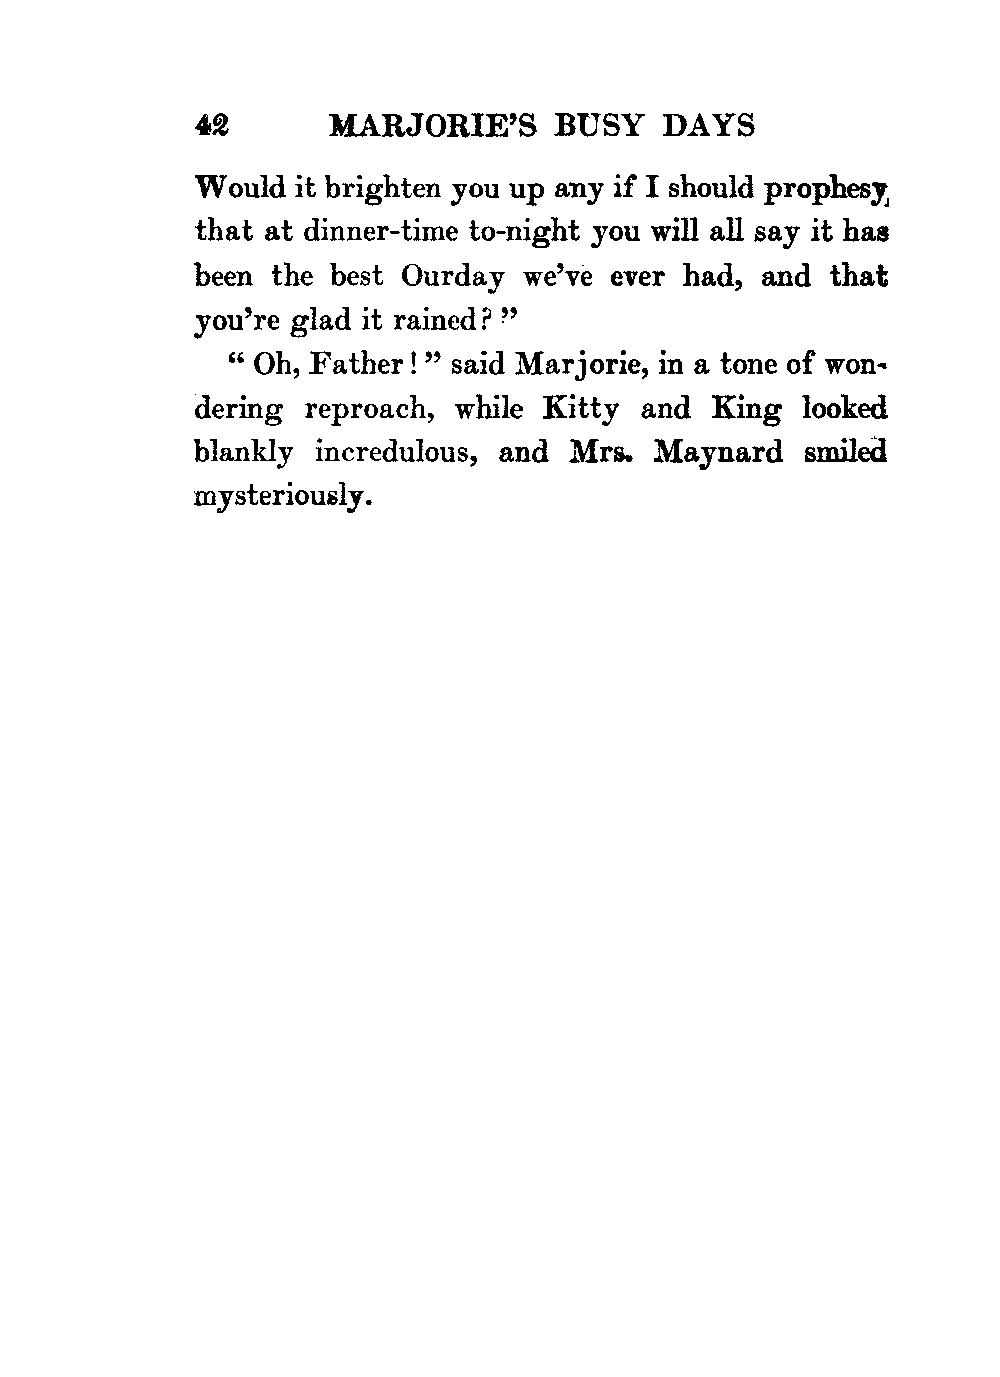 42 MARJORIE'S BUSY DAYS
Would it brighten you up any if I should prophesy
that at dinner-time to-night you will all say it has
been the best Ourday we've ever had, and that
you're glad it rained?"
"Oh, Father!" said Marjorie, in a tone of won-
dering reproach, while Kitty and King looked
blankly incredulous, and Mrs. Maynard smiled
mysteriously.